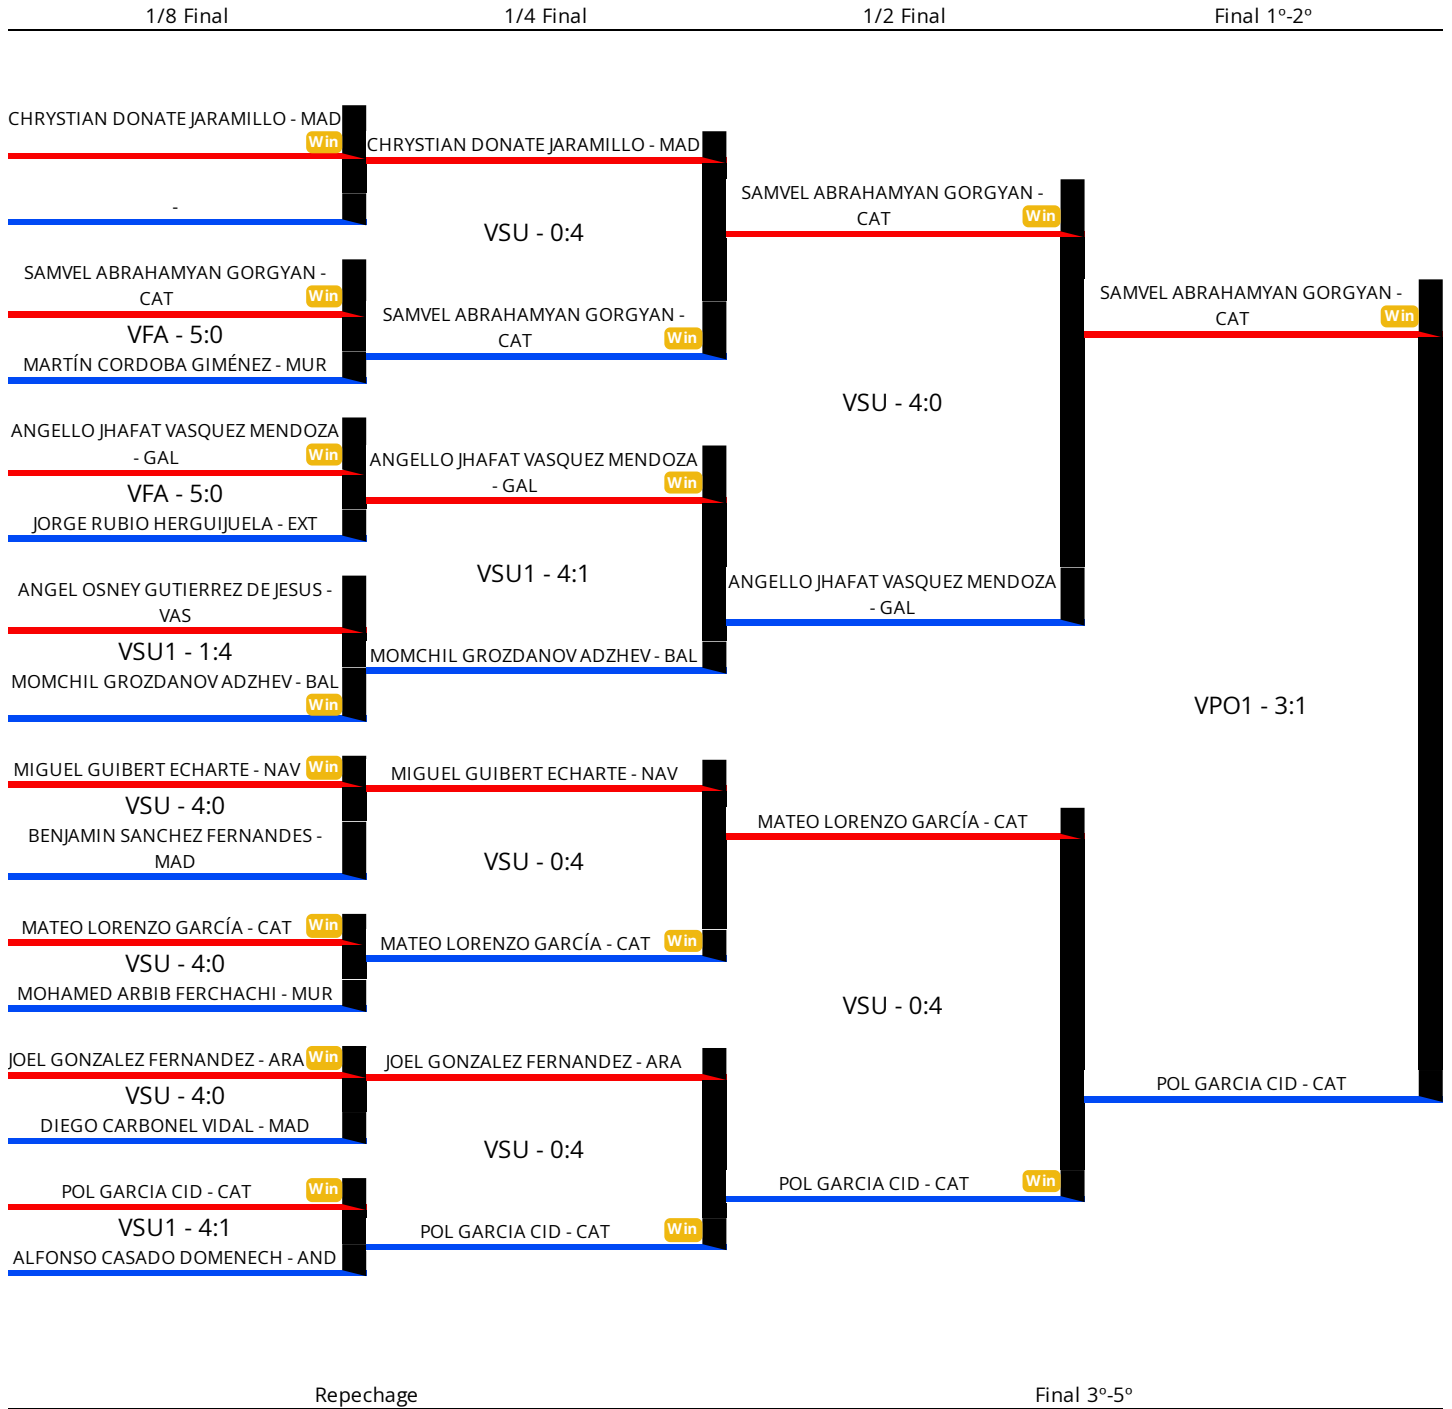 1/8 Final
1/4 Final
1/2 Final
Final 1º-2º
CHRYSTIAN DONATE JARAMILLO - MAD
Win
-
SAMVEL ABRAHAMYAN GORGYAN -
CAT
Win
VFA - 5:0
MARTÍN CORDOBA GIMÉNEZ - MUR
ANGELLO JHAFAT VASQUEZ MENDOZA
- GAL
Win
VFA - 5:0
JORGE RUBIO HERGUIJUELA - EXT
ANGEL OSNEY GUTIERREZ DE JESUS -
VAS
VSU1 - 1:4
MOMCHIL GROZDANOV ADZHEV - BAL
Win
MIGUEL GUIBERT ECHARTE - NAV
Win
VSU - 4:0
BENJAMIN SANCHEZ FERNANDES -
MAD
MATEO LORENZO GARCÍA - CAT
Win
VSU - 4:0
MOHAMED ARBIB FERCHACHI - MUR
JOEL GONZALEZ FERNANDEZ - ARA
Win
VSU - 4:0
DIEGO CARBONEL VIDAL - MAD
POL GARCIA CID - CAT
Win
VSU1 - 4:1
ALFONSO CASADO DOMENECH - AND
CHRYSTIAN DONATE JARAMILLO - MAD
VSU - 0:4
SAMVEL ABRAHAMYAN GORGYAN -
CAT
Win
ANGELLO JHAFAT VASQUEZ MENDOZA
- GAL
Win
VSU1 - 4:1
MOMCHIL GROZDANOV ADZHEV - BAL
MIGUEL GUIBERT ECHARTE - NAV
VSU - 0:4
MATEO LORENZO GARCÍA - CAT
Win
JOEL GONZALEZ FERNANDEZ - ARA
VSU - 0:4
POL GARCIA CID - CAT
Win
SAMVEL ABRAHAMYAN GORGYAN -
CAT
Win
VSU - 4:0
ANGELLO JHAFAT VASQUEZ MENDOZA
- GAL
MATEO LORENZO GARCÍA - CAT
VSU - 0:4
POL GARCIA CID - CAT
Win
SAMVEL ABRAHAMYAN GORGYAN -
CAT
Win
VPO1 - 3:1
POL GARCIA CID - CAT
Repechage
Final 3º-5º